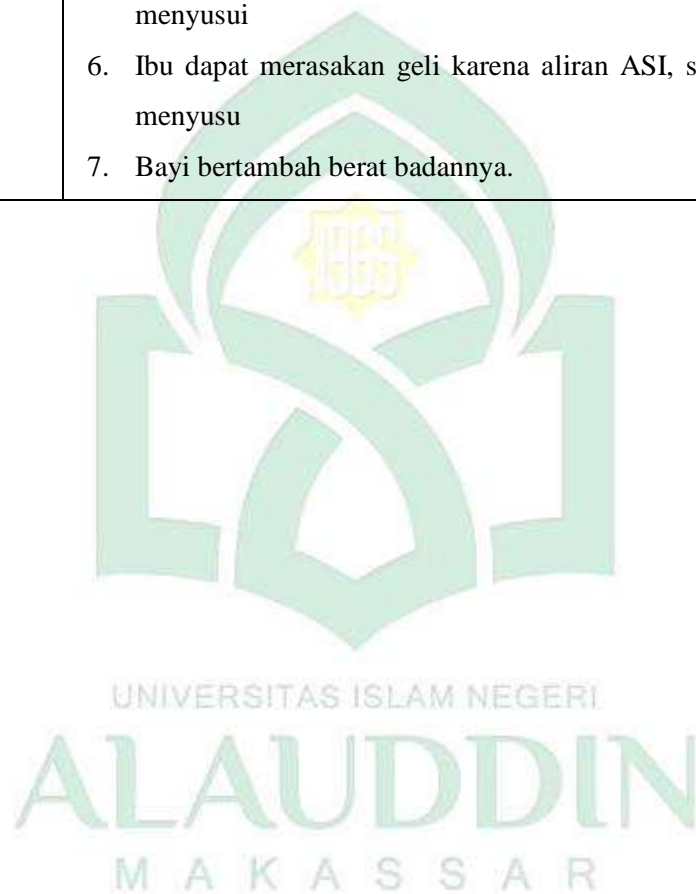 menyusui
6. Ibu dapat merasakan geli karena aliran ASI, s
menyusu
7. Bayi bertambah berat badannya.
1965
UNIVERSITAS ISLAM NEGERI
ALAUDDIN
MAKASSAR